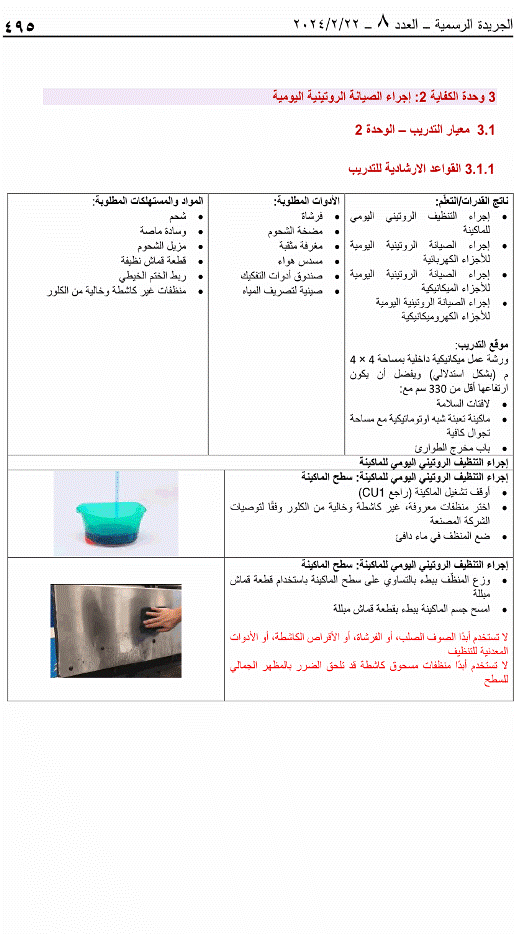 الجريدة الرسمية – العدد ٨ – ٢٠٢٤/٢/٢٢
٤٩٥
3 وحدة الكفاية 2: إجراء الصيانة الروتينية اليومية
3.1 معيار التدريب – الوحدة 2
3.1.1 القواعد الارشادية للتدريب
ناتج القدرات/التعلّم:
• إجراء التنظيف الروتيني اليومي
للماكينة
• إجراء الصيانة الروتينية اليومية
للأجزاء الكهربائية
• إجراء الصيانة الروتينية اليومية
للأجزاء الميكانيكية
• إجراء الصيانة الروتينية اليومية
للأجزاء الكهروميكانيكية
موقع التدريب:
ورشة عمل ميكانيكية داخلية بمساحة 4 × 4
م (بشكل استدلالي) ويفضل أن يكون
ارتفاعها أقل من 330 سم مع:
• لافتات السلامة
• ماكينة تعبئة شبه اوتوماتيكية مع مساحة
تجوال كافية
• باب مخرج الطوارئ
الأدوات المطلوبة:
• فرشاة
• مضخة الشحوم
• مغرفة مثقبة
• مسدس هواء
• صندوق أدوات التفكيك
• صينية لتصريف المياه
المواد والمستهلكات المطلوبة:
• شحم
• وسادة ماصة
• مزيل الشحوم
• قطعة قماش نظيفة
• ربط الختم الخيطي
• منظفات غير كاشطة وخالية من الكلور
إجراء التنظيف الروتيني اليومي للماكينة
إجراء التنظيف الروتيني اليومي للماكينة: سطح الماكينة
• أوقف تشغيل الماكينة (راجع CU1)
• اختر منظفات معروفة، غير كاشطة وخالية من الكلور وفقًا لتوصيات
الشركة المصنعة
• ضع المنظف في ماء دافئ
إجراء التنظيف الروتيني اليومي للماكينة: سطح الماكينة
• وزع المنظّف ببطء بالتساوي على سطح الماكينة باستخدام قطعة قماش
مبللة
• امسح جسم الماكينة ببطء بقطعة قماش مبللة
لا تستخدم أبدًا الصوف الصلب، أو الفرشاة، أو الأقراص الكاشطة، أو الأدوات
المعدنية للتنظيف
لا تستخدم أبدًا منظفات مسحوق كاشطة قد تلحق الضرر بالمظهر الجمالي
للسطح